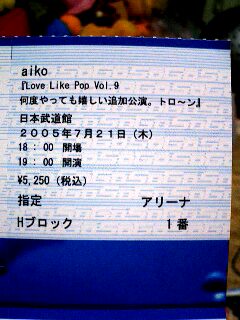 aiko
『Love Like Pop Vol.9
何度やっても嬉しい追加公演。トロ～ン』
日本武道館
2005年7月21日（木）
18：00 開場
19：00 開演
¥5,250（税込）
指定 アリーナ
Hブロック 1番